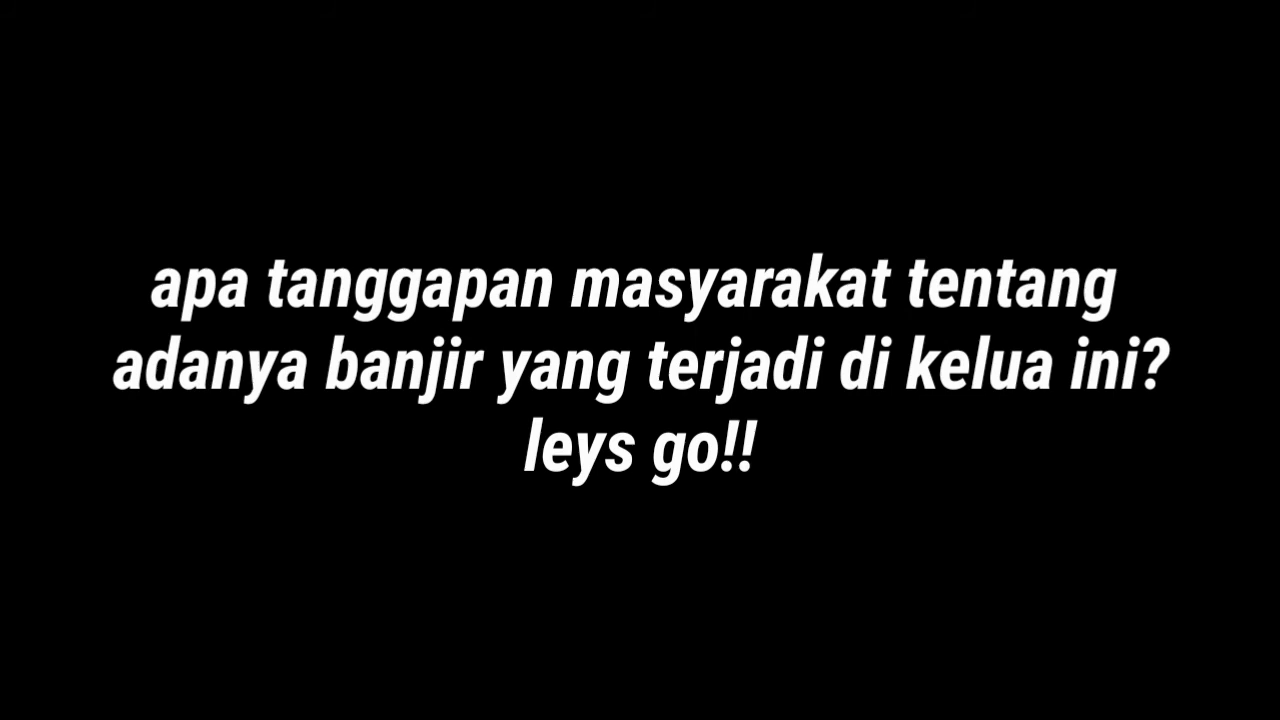 apa tanggapan masyarakat tentang
adanya banjir yang terjadi di kelua ini?
leys go!!